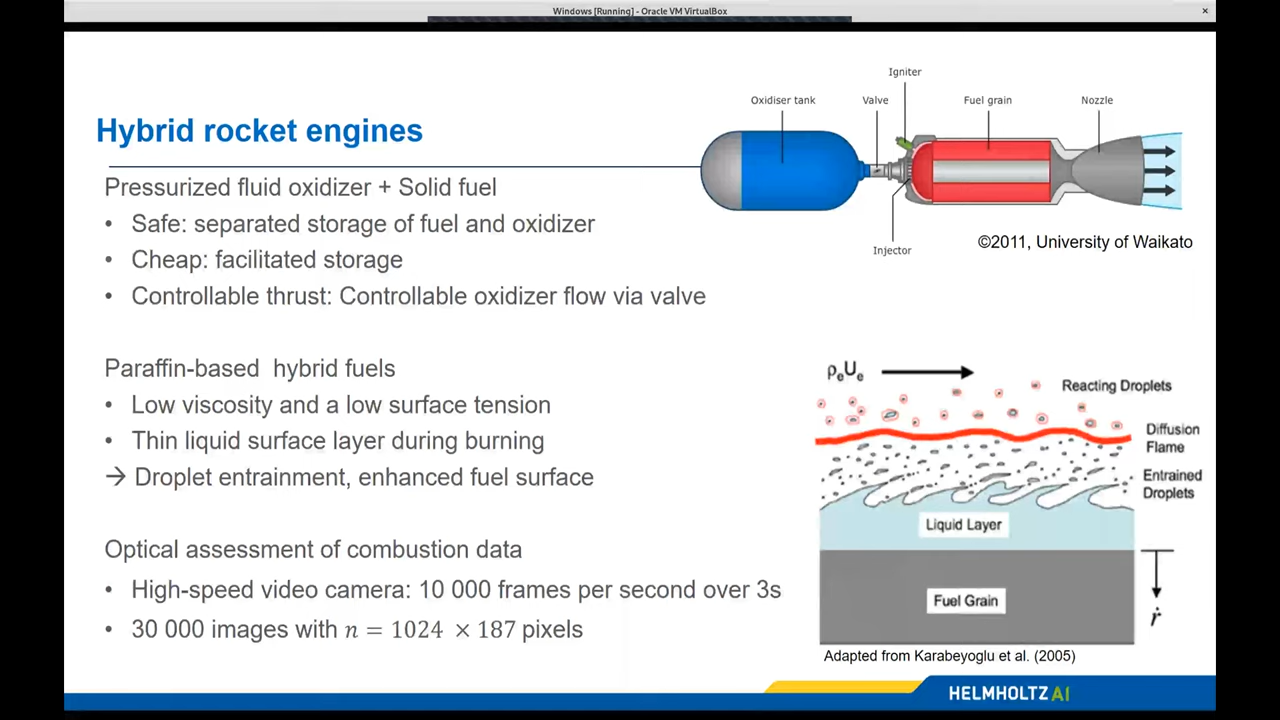 Windows [Running] - Oracle VM VirtualBox
×
Hybrid rocket engines
Pressurized fluid oxidizer + Solid fuel
• Safe: separated storage of fuel and oxidizer
• Cheap: facilitated storage
• Controllable thrust: Controllable oxidizer flow via valve
Paraffin-based hybrid fuels
• Low viscosity and a low surface tension
• Thin liquid surface layer during burning
→ Droplet entrainment, enhanced fuel surface
Optical assessment of combustion data
• High-speed video camera: 10 000 frames per second over 3s
• 30 000 images with n = 1024 × 187 pixels
Igniter
Oxidiser tank
Valve
Fuel grain
Nozzle
Injector
©2011, University of Waikato
ρₑUₑ
Reacting Droplets
Diffusion
Flame
Entrained
Droplets
Liquid Layer
Fuel Grain
ṙ
Adapted from Karabeyoglu et al. (2005)
HELMHOLTZ AI